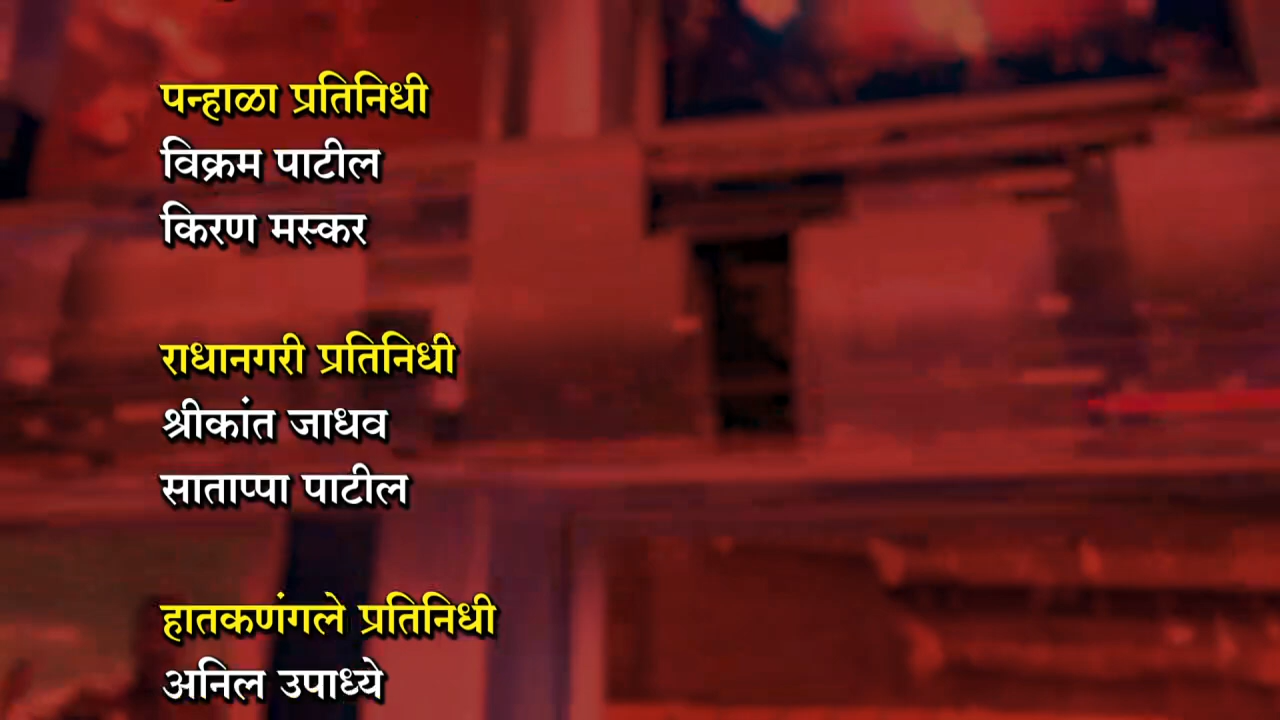 पन्हाळा प्रतिनिधी
विक्रम पाटील
किरण मस्कर
राधानगरी प्रतिनिधी
श्रीकांत जाधव
साताप्पा पाटील
हातकणंगले प्रतिनिधी
अनिल उपाध्ये